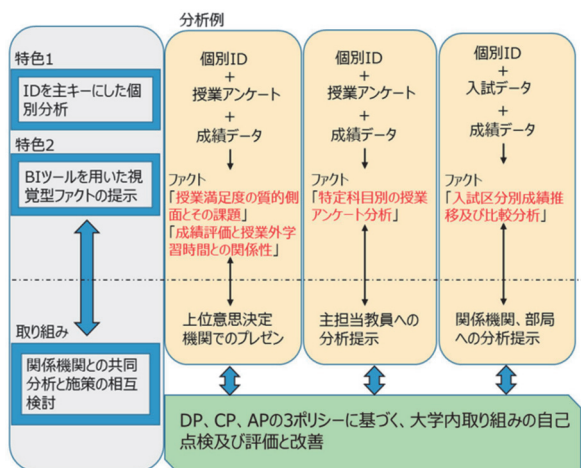 分析例
特色1
IDを主キーにした個
別分析
特色2
BIツールを用いた視
覚型ファクトの提示
取り組み
関係機関との共同
分析と施策の相互
検討
個別ID
+
授業アンケート
+
成績データ
ファクト
「授業満足度の質的側
面とその課題」
「成績評価と授業外学
習時間との関係性」
上位意思決定
機関でのプレゼン
個別ID
+
授業アンケート
+
成績データ
ファクト
「特定科目別の授業
アンケート分析」
主担当教員への
分析提示
個別ID
+
入試データ
+
成績データ
ファクト
「入試区分別成績推
移及び比較分析」
関係機関、部局
への分析提示
DP、CP、APの3ポリシーに基づく、大学内取り組みの自己
点検及び評価と改善